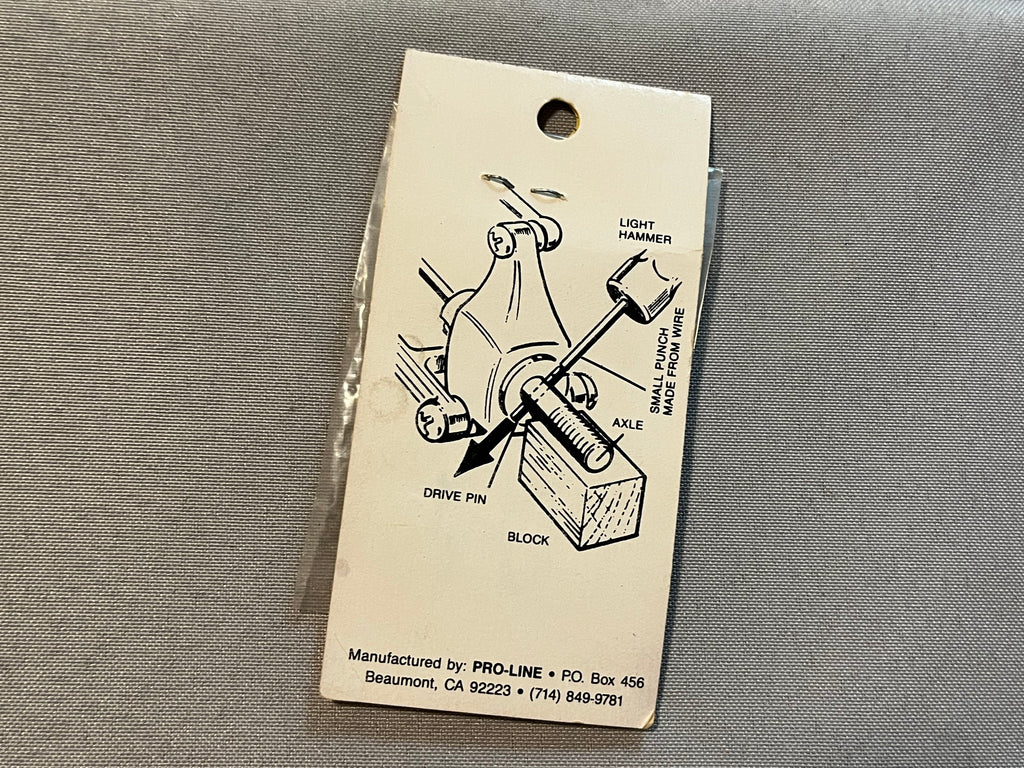 LIGHT
HAMMER
SMALL PUNCH
MADE FROM WIRE
AXLE
DRIVE PIN
BLOCK
Manufactured by: PRO-LINE • P.O. Box 456
Beaumont, CA 92223 • (714) 849-9781